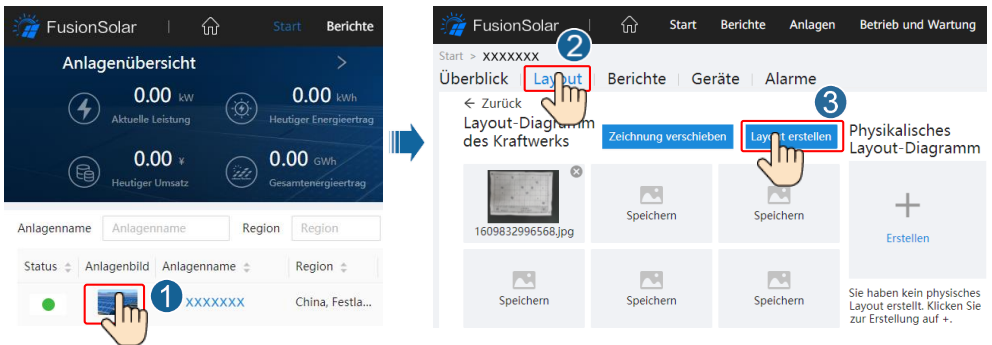 FusionSolar Start Berichte
Anlagenübersicht >
0.00 kW
Aktuelle Leistung
0.00 kWh
Heutiger Energieertrag
0.00 ¥
Heutiger Umsatz
0.00 GWh
Gesamtenergieertrag
Anlagenname Anlagenname Region Region
Status Anlagenbild Anlagenname Region
1 XXXXXXX China, Festla...
FusionSolar Start Berichte Anlagen Betrieb und Wartung
Start > XXXXXXX
2
Überblick Layout Berichte Geräte Alarme
← Zurück
3
Layout-Diagramm
des Kraftwerks
Zeichnung verschieben Layout erstellen
Physikalisches
Layout-Diagramm
1609832996568.jpg
Speichern Speichern
+
Erstellen
Speichern Speichern Speichern
Sie haben kein physisches
Layout erstellt. Klicken Sie
zur Erstellung auf +.